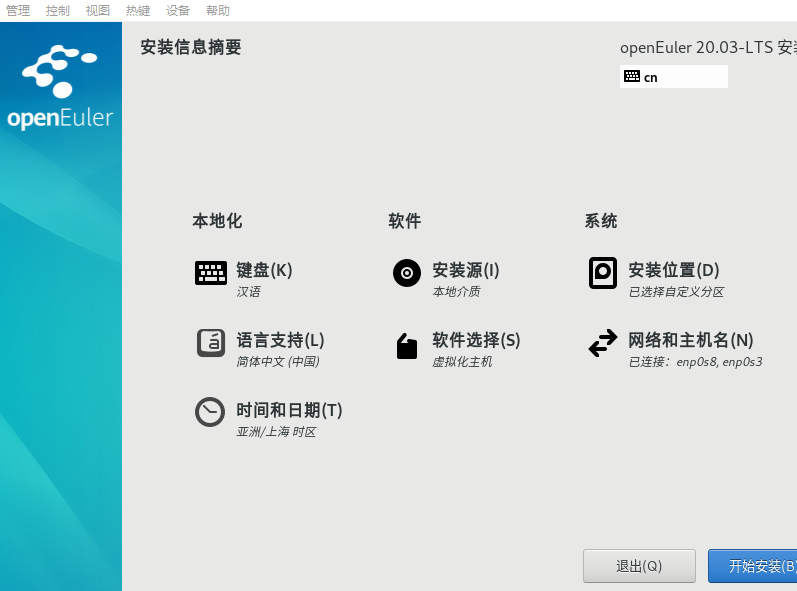 管理 控制 视图 热键 设备 帮助
openEuler
安装信息摘要
openEuler 20.03-LTS 安
cn
本地化
键盘(K)
汉语
语言支持(L)
简体中文 (中国)
时间和日期(T)
亚洲/上海 时区
软件
安装源(I)
本地介质
软件选择(S)
虚拟化主机
系统
安装位置(D)
已选择自定义分区
网络和主机名(N)
已连接：enp0s8, enp0s3
退出(Q)
开始安装(B)